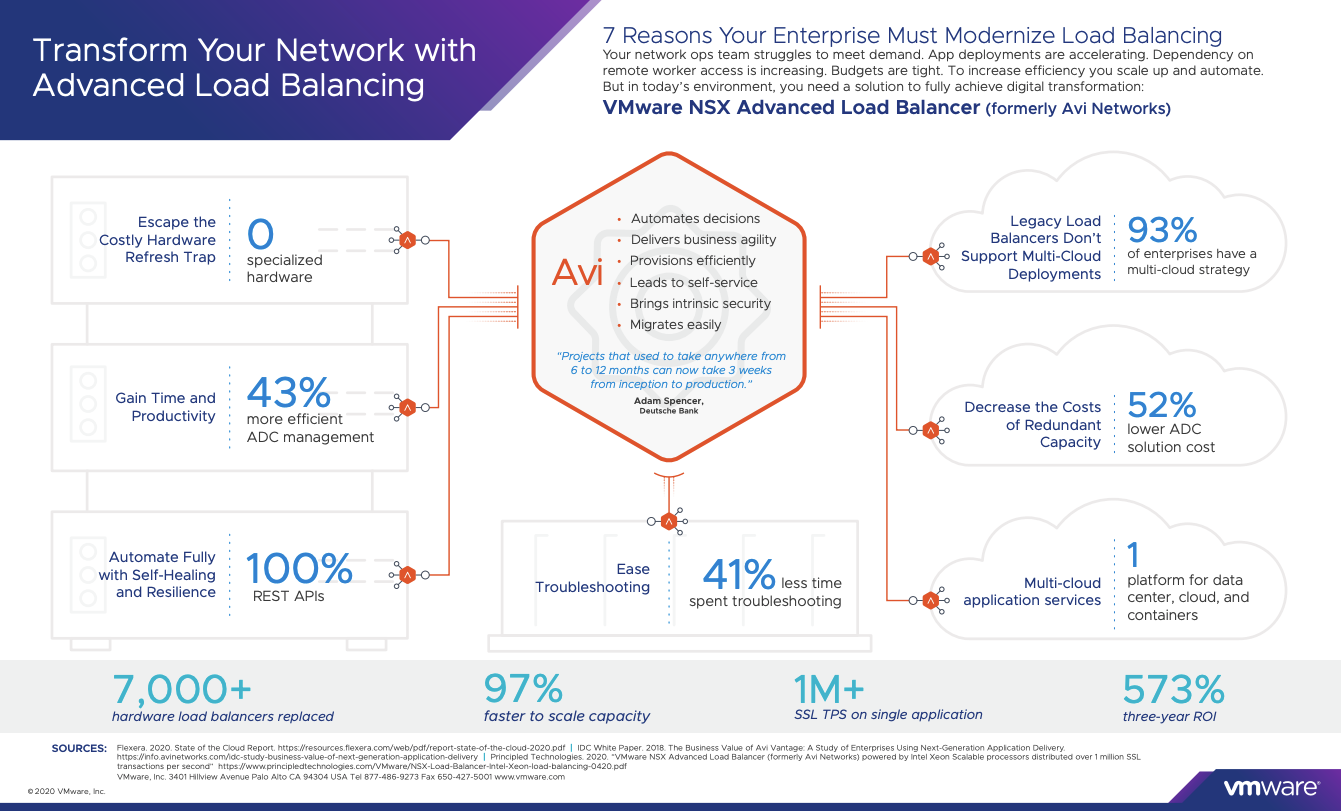 Transform Your Network with
Advanced Load Balancing
7 Reasons Your Enterprise Must Modernize Load Balancing
Your network ops team struggles to meet demand. App deployments are accelerating. Dependency on
remote worker access is increasing. Budgets are tight. To increase efficiency you scale up and automate.
But in today's environment, you need a solution to fully achieve digital transformation:
VMware NSX Advanced Load Balancer (formerly Avi Networks)
Escape the
Costly Hardware
Refresh Trap
0
specialized
hardware
Gain Time and
Productivity
43%
more efficient
ADC management
Automate Fully
with Self-Healing
and Resilience
100%
REST APIs
Avi
• Automates decisions
• Delivers business agility
• Provisions efficiently
• Leads to self-service
• Brings intrinsic security
• Migrates easily
"Projects that used to take anywhere from
6 to 12 months can now take 3 weeks
from inception to production."
Adam Spencer,
Deutsche Bank
Ease
Troubleshooting
41% less time
spent troubleshooting
Legacy Load
Balancers Don't
Support Multi-Cloud
Deployments
93%
of enterprises have a
multi-cloud strategy
Decrease the Costs
of Redundant
Capacity
52%
lower ADC
solution cost
Multi-cloud
application services
1
platform for data
center, cloud, and
containers
7,000+
hardware load balancers replaced
97%
faster to scale capacity
1M+
SSL TPS on single application
573%
three-year ROI
SOURCES: Flexera. 2020. State of the Cloud Report. https://resources.flexera.com/web/pdf/report-state-of-the-cloud-2020.pdf | IDC White Paper. 2018. The Business Value of Avi Vantage: A Study of Enterprises Using Next-Generation Application Delivery.
https://info.avinetworks.com/idc-study-business-value-of-next-generation-application-delivery | Principled Technologies. 2020. "VMware NSX Advanced Load Balancer (formerly Avi Networks) powered by Intel Xeon Scalable processors distributed over 1 million SSL
transactions per second" https://www.principledtechnologies.com/VMware/NSX-Load-Balancer-Intel-Xeon-load-balancing-0420.pdf
VMware, Inc. 3401 Hillview Avenue Palo Alto CA 94304 USA Tel 877-486-9273 Fax 650-427-5001 www.vmware.com
© 2020 VMware, Inc.
vmware®